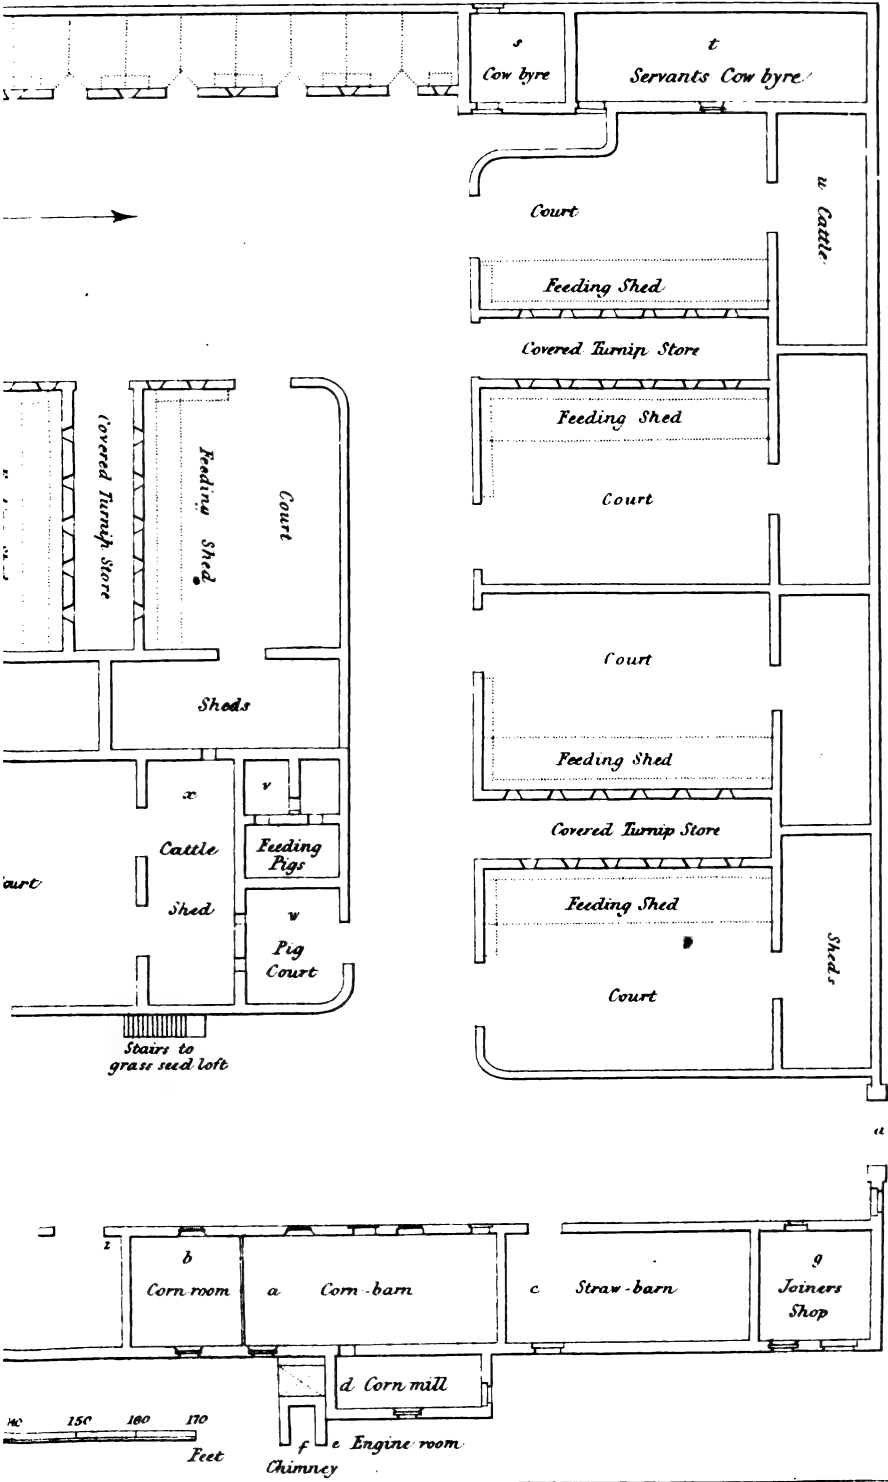 s
Cow byre
t
Servants Cow byre
u Cattle
Court
Feeding Shed
Covered Turnip Store
Feeding Shed
Court
Covered Turnip Store
Feeding Shed
Court
Court
Sheds
Feeding Shed
x
v
Covered Turnip Store
Cattle
Shed
Feeding
Pigs
ourt
Feeding Shed
w
Pig
Court
Sheds
Court
Stairs to
grass seed loft
a
b
Corn room
a
Corn-barn
c
Straw-barn
g
Joiners
Shop
d Corn mill
150
160
170
Feet
f
e Engine room
Chimney